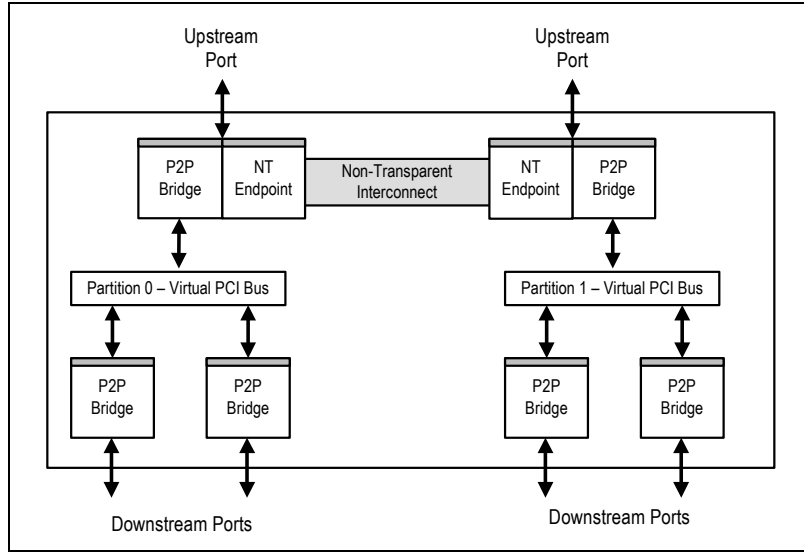 Upstream
Port
Upstream
Port
P2P
Bridge
NT
Endpoint
Non-Transparent
Interconnect
NT
Endpoint
P2P
Bridge
Partition 0 – Virtual PCI Bus
Partition 1 – Virtual PCI Bus
P2P
Bridge
P2P
Bridge
P2P
Bridge
P2P
Bridge
Downstream Ports
Downstream Ports